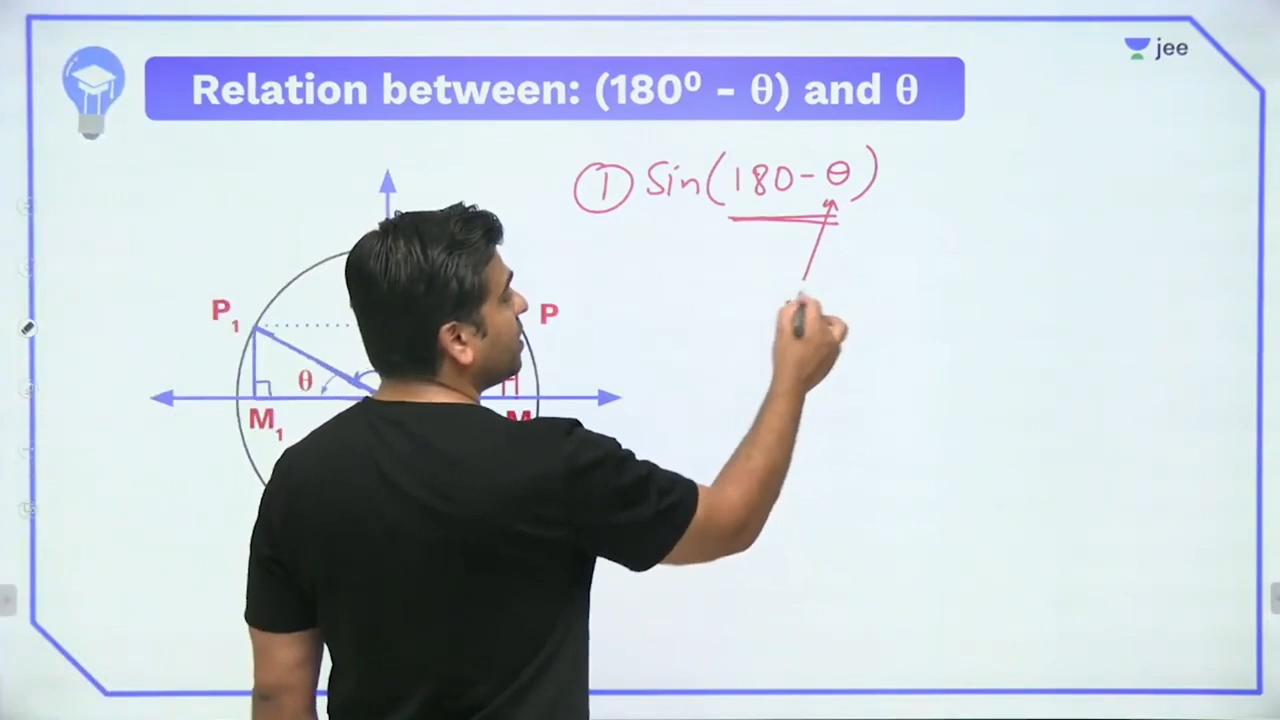 jee
Relation between: (180⁰ - θ) and θ
① Sin(180-θ)
P₁
P
θ
M₁